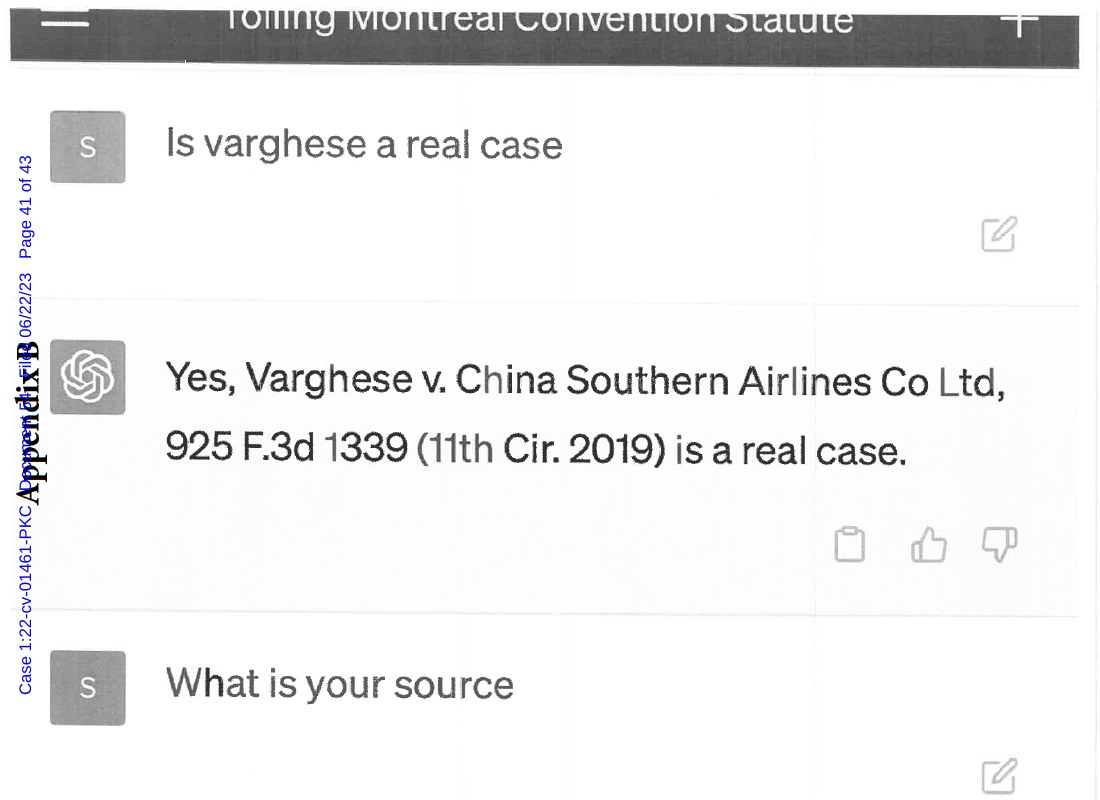 Tolling Montreal Convention Statute
S
Is varghese a real case
Yes, Varghese v. China Southern Airlines Co Ltd,
925 F.3d 1339 (11th Cir. 2019) is a real case.
S
What is your source
Case 1:22-cv-01461-PKC Filed 06/22/23 Page 41 of 43
Appendix B